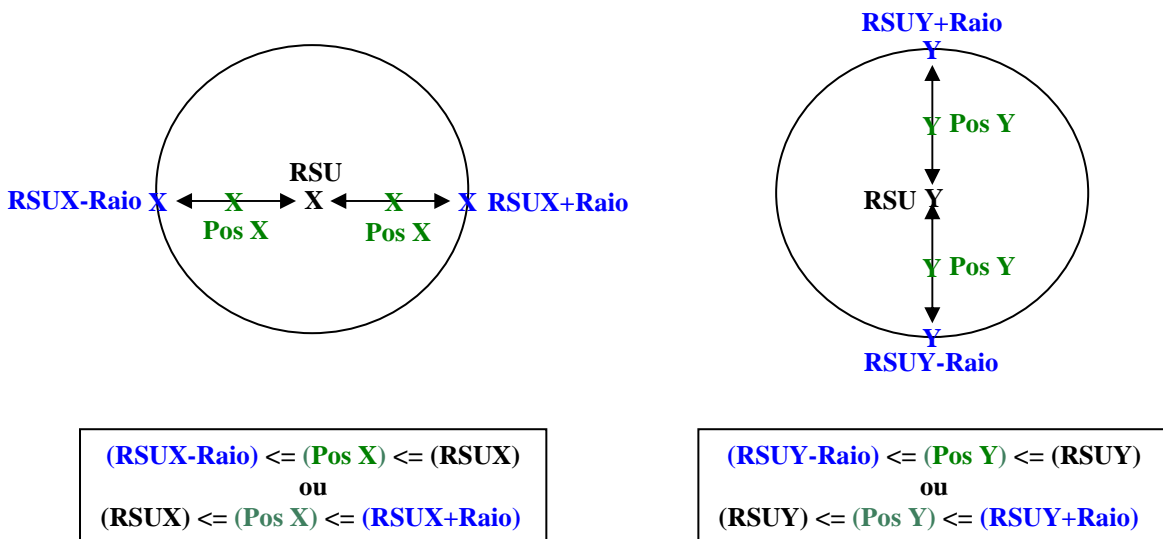 RSU
RSUX-Raio X X X X X RSUX+Raio
Pos X Pos X
(RSUX-Raio) <= (Pos X) <= (RSUX)
ou
(RSUX) <= (Pos X) <= (RSUX+Raio)
RSUY+Raio
Y
Y Pos Y
RSU Y
Y Pos Y
Y
RSUY-Raio
(RSUY-Raio) <= (Pos Y) <= (RSUY)
ou
(RSUY) <= (Pos Y) <= (RSUY+Raio)